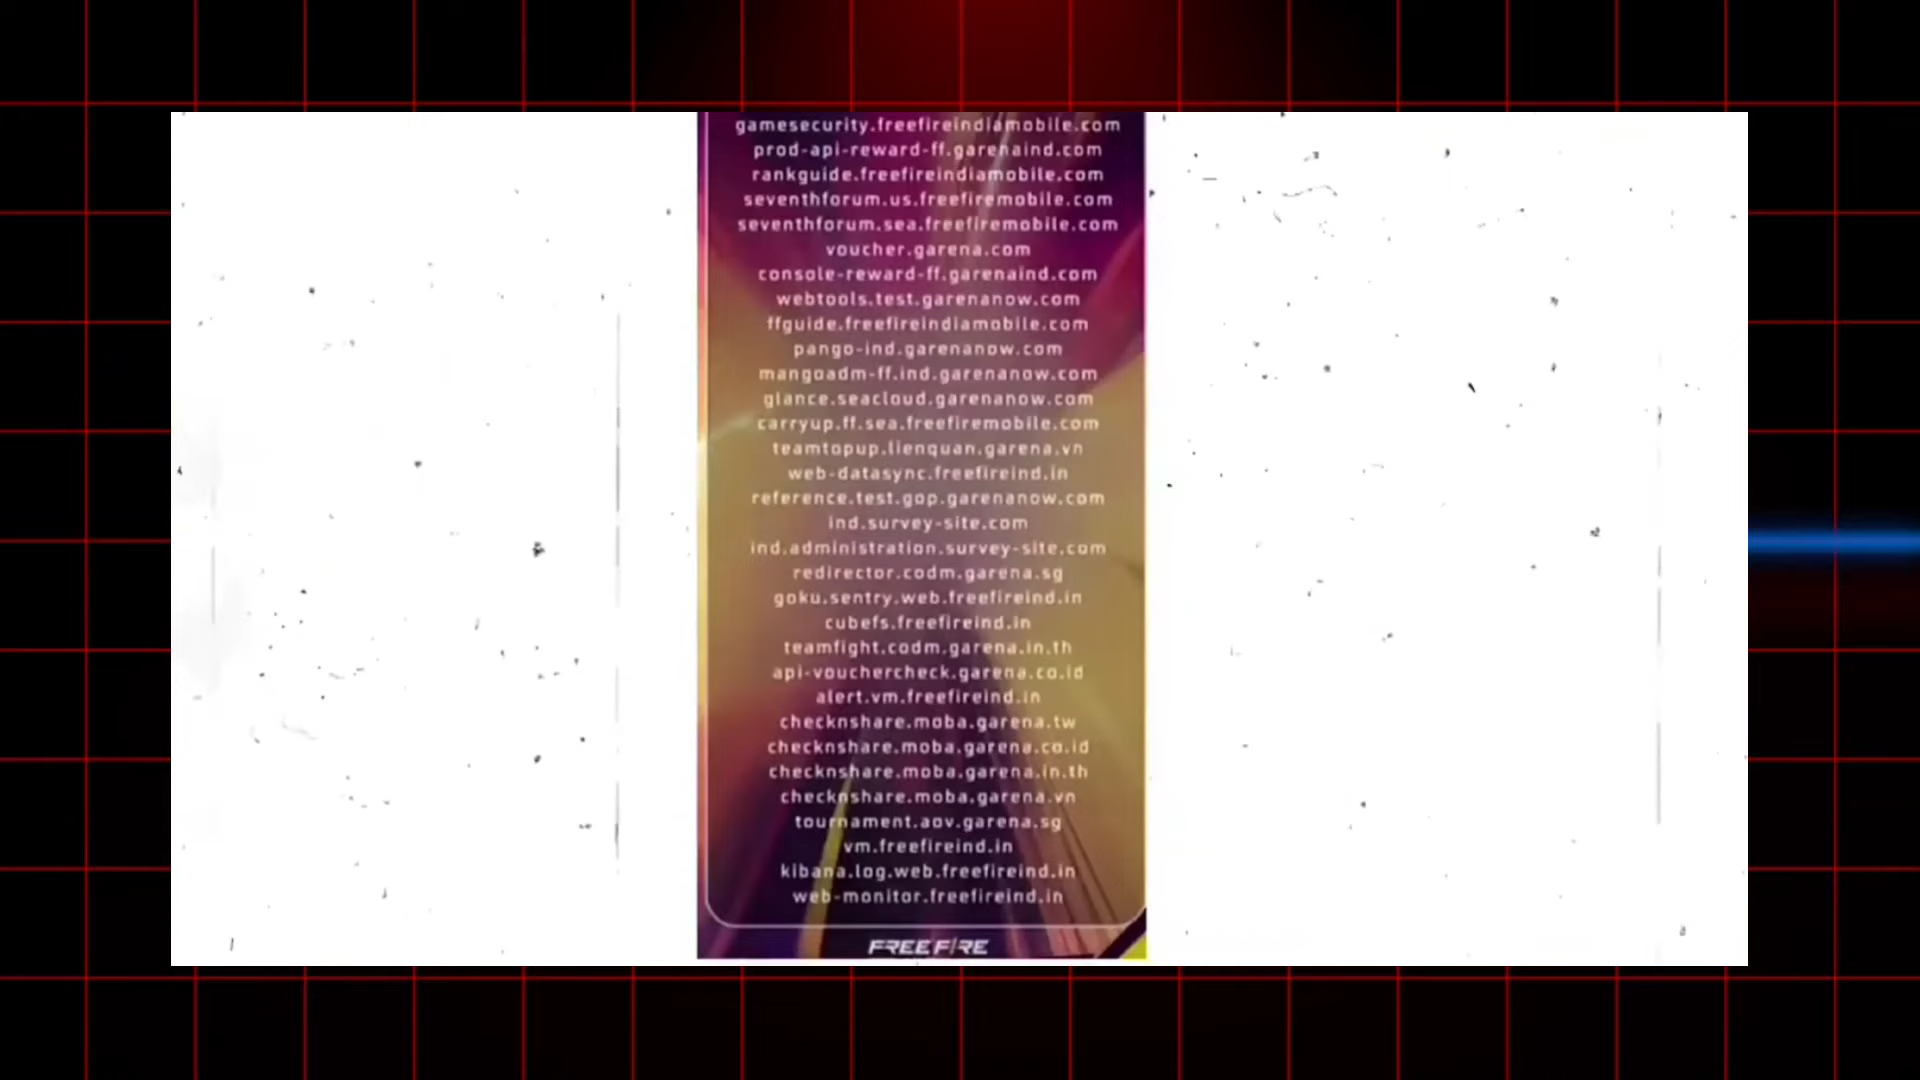 gamesecurity.freefireindiamobile.com
prod-api-reward-ff.garenaind.com
rankguide.freefireindiamobile.com
seventhforum.us.freefiremobile.com
seventhforum.sea.freefiremobile.com
voucher.garena.com
console-reward-ff.garenaind.com
webtools.test.garenanow.com
ffguide.freefireindiamobile.com
pango-ind.garenanow.com
mangoadm-ff.ind.garenanow.com
glance.seacloud.garenanow.com
carryup.ff.sea.freefiremobile.com
teamtopup.lienquan.garena.vn
web-datasync.freefireind.in
reference.test.gop.garenanow.com
ind.survey-site.com
ind.administration.survey-site.com
redirector.codm.garena.sg
goku.sentry.web.freefireind.in
cubefs.freefireind.in
teamfight.codm.garena.in.th
api-vouchercheck.garena.co.id
alert.vm.freefireind.in
checknshare.moba.garena.tw
checknshare.moba.garena.co.id
checknshare.moba.garena.in.th
checknshare.moba.garena.vn
tournament.aov.garena.sg
vm.freefireind.in
kibana.log.web.freefireind.in
web-monitor.freefireind.in
FREE FIRE